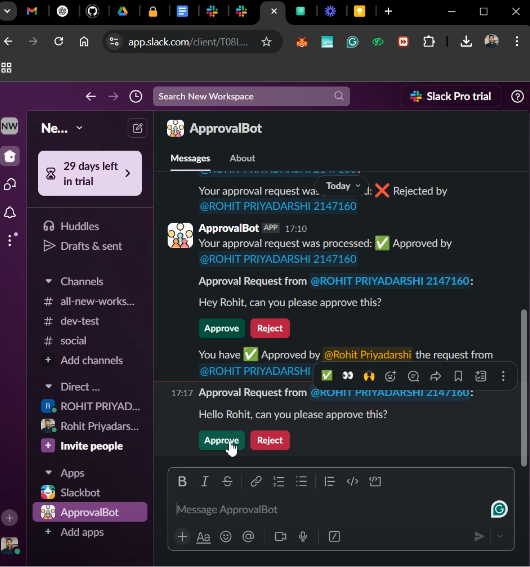 app.slack.com/client/T08L...
Search New Workspace
Slack Pro trial
NW
Ne...
29 days left
in trial
Huddles
Drafts & sent
Channels
# all-new-works...
# dev-test
# social
+ Add channels
Direct ...
R
ROHIT PRIYAD...
Rohit Priyadars...
+ Invite people
Apps
Slackbot
ApprovalBot
+ Add apps
ApprovalBot
Messages
About
Today
Your approval request was
d: ❌ Rejected by
@ROHIT PRIYADARSHI 2147160
ApprovalBot APP 17:10
Your approval request was processed: ✅ Approved by
@ROHIT PRIYADARSHI 2147160
Approval Request from @ROHIT PRIYADARSHI 2147160:
Hey Rohit, can you please approve this?
Approve
Reject
You have ✅ Approved by @Rohit Priyadarshi the request from
@ROHIT PRIYADARSHI
17:17 Approval Request from @ROHIT PRIYADARSHI 2147160:
Hello Rohit, can you please approve this?
Approve
Reject
B I S
Message ApprovalBot
+ Aa